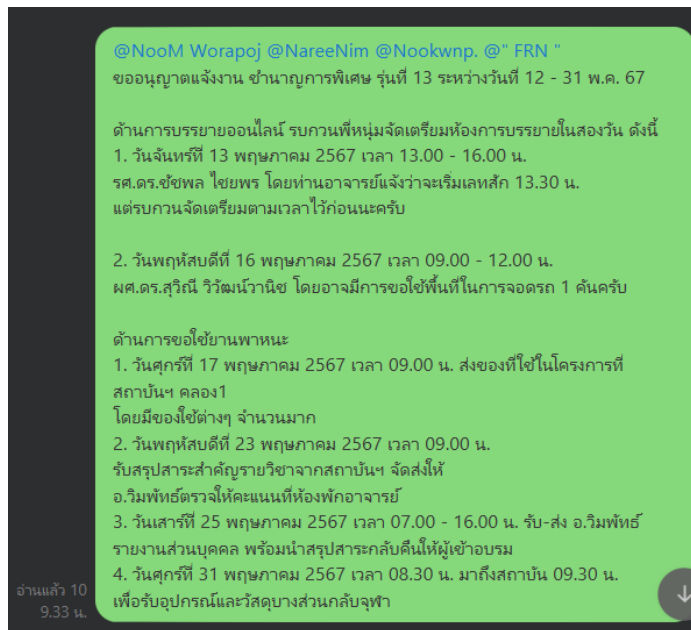 @NooM Worapoj @NareeNim @Nookwnp. @" FRN "
ขออนุญาตแจ้งงาน ชำนาญการพิเศษ รุ่นที่ 13 ระหว่างวันที่ 12 - 31 พ.ค. 67
ด้านการบรรยายออนไลน์ รบกวนพี่หนุ่มจัดเตรียมห้องการบรรยายในสองวัน ดังนี้
1. วันจันทร์ที่ 13 พฤษภาคม 2567 เวลา 13.00 - 16.00 น.
รศ.ดร.ชัชพล ไชยพร โดยท่านอาจารย์แจ้งว่าจะเริ่มเลทสัก 13.30 น.
แต่รบกวนจัดเตรียมตามเวลาไว้ก่อนนะครับ
2. วันพฤหัสบดีที่ 16 พฤษภาคม 2567 เวลา 09.00 - 12.00 น.
ผศ.ดร.สุวิณี วิวัฒน์วานิช โดยอาจมีการขอใช้พื้นที่ในการจอดรถ 1 คันครับ
ด้านการขอใช้ยานพาหนะ
1. วันศุกร์ที่ 17 พฤษภาคม 2567 เวลา 09.00 น. ส่งของที่ใช้ในโครงการที่
สถาบันฯ คลอง1
โดยมีของใช้ต่างๆ จำนวนมาก
2. วันพฤหัสบดีที่ 23 พฤษภาคม 2567 เวลา 09.00 น.
รับสรุปสาระสำคัญรายวิชาจากสถาบันฯ จัดส่งให้
อ.วิมพัทธ์ตรวจให้คะแนนที่ห้องพักอาจารย์
3. วันเสาร์ที่ 25 พฤษภาคม 2567 เวลา 07.00 - 16.00 น. รับ-ส่ง อ.วิมพัทธ์
รายงานส่วนบุคคล พร้อมนำสรุปสาระกลับคืนให้ผู้เข้าอบรม
4. วันศุกร์ที่ 31 พฤษภาคม 2567 เวลา 08.30 น. มาถึงสถาบัน 09.30 น.
เพื่อรับอุปกรณ์และวัสดุบางส่วนกลับจุฬา
อ่านแล้ว 10
9.33 น.